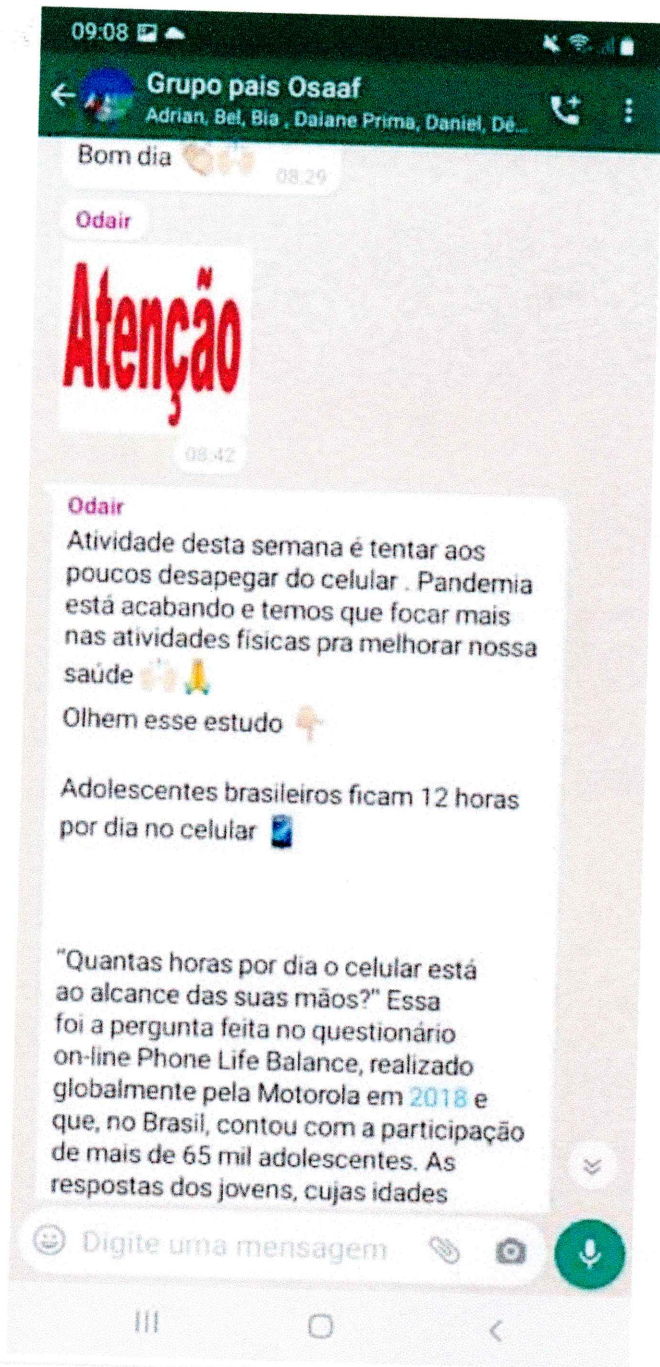 09:08
Grupo pais Osaaf
Adrian, Bel, Bia , Daiane Prima, Daniel, Dé...
Bom dia 👏🏻🙌🏻
08:29
Odair
Atenção
08:42
Odair
Atividade desta semana é tentar aos
poucos desapegar do celular . Pandemia
está acabando e temos que focar mais
nas atividades físicas pra melhorar nossa
saúde 🙌🏻🙏
Olhem esse estudo 👇🏻
Adolescentes brasileiros ficam 12 horas
por dia no celular 📱
"Quantas horas por dia o celular está
ao alcance das suas mãos?" Essa
foi a pergunta feita no questionário
on-line Phone Life Balance, realizado
globalmente pela Motorola em 2018 e
que, no Brasil, contou com a participação
de mais de 65 mil adolescentes. As
respostas dos jovens, cujas idades
Digite uma mensagem